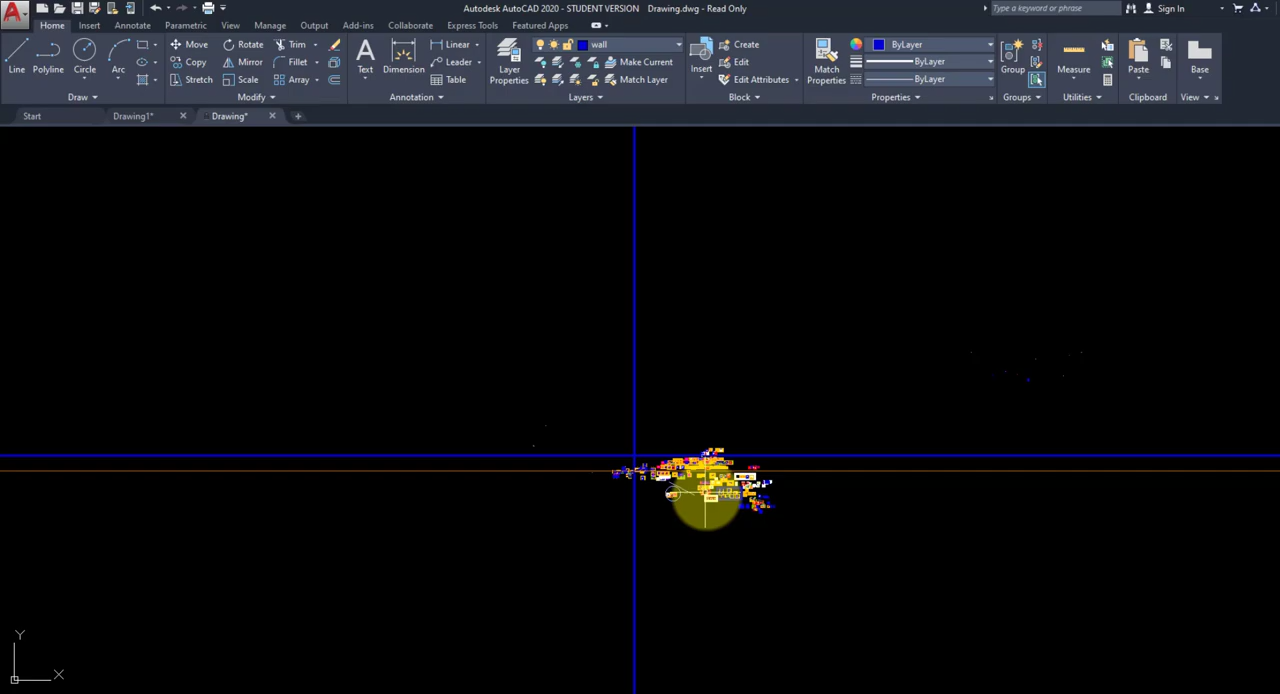 Autodesk AutoCAD 2020 - STUDENT VERSION Drawing.dwg - Read Only
Type a keyword or phrase
Sign In
Home Insert Annotate Parametric View Manage Output Add-ins Collaborate Express Tools Featured Apps
Line Polyline Circle Arc
Move Rotate Trim
Copy Mirror Fillet
Stretch Scale Array
Text Dimension
Linear
Leader
Table
Layer Properties
wall
Make Current
Match Layer
Insert
Create
Edit
Edit Attributes
Match Properties
ByLayer
ByLayer
ByLayer
Group
Measure
Paste
Base
Draw Modify Annotation Layers Block Properties Groups Utilities Clipboard View
Start Drawing1* Drawing*
Y
X